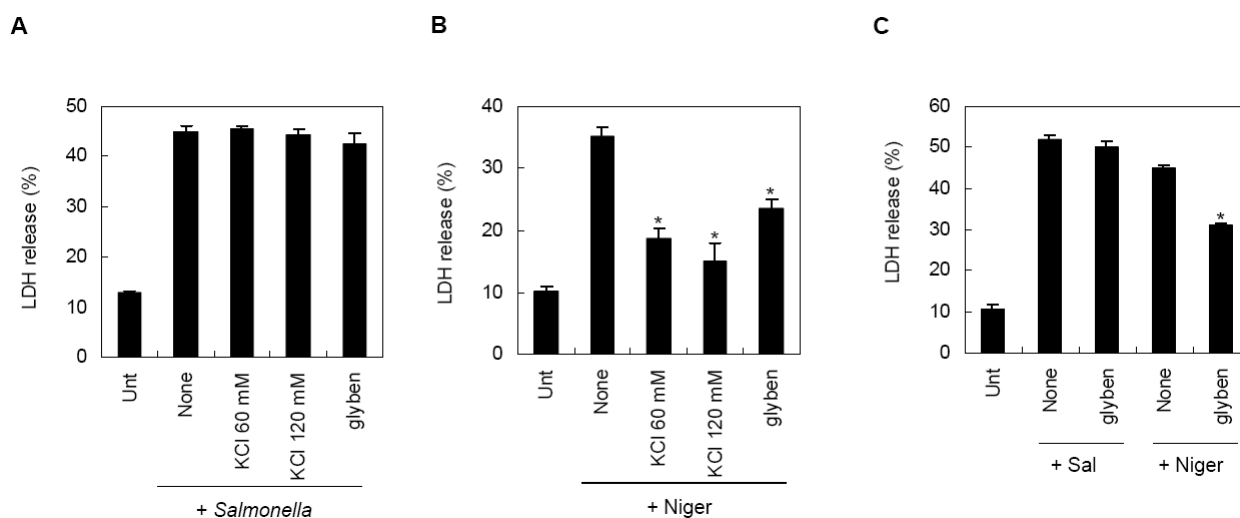 A
B
C
LDH release (%)
50
40
30
20
10
0
Unt
None
KCl 60 mM
KCl 120 mM
glyben
+ Salmonella
LDH release (%)
40
30
20
10
0
*
*
*
Unt
None
KCl 60 mM
KCl 120 mM
glyben
+ Niger
LDH release (%)
60
50
40
30
20
10
0
*
Unt
None
glyben
None
glyben
+ Sal
+ Niger